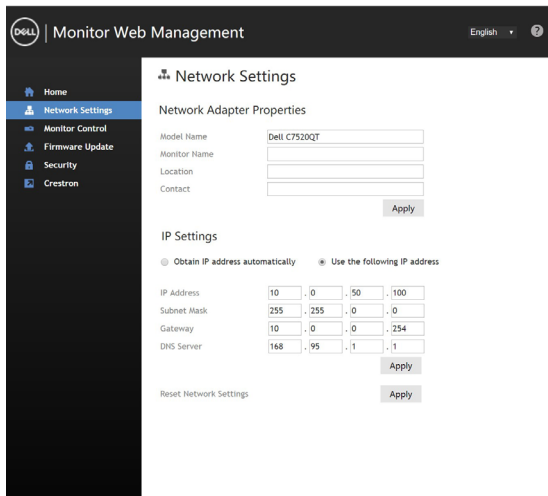 DELL | Monitor Web Management
English
?
Home
Network Settings
Monitor Control
Firmware Update
Security
Crestron
Network Settings
Network Adapter Properties
Model Name Dell C7520QT
Monitor Name
Location
Contact
Apply
IP Settings
Obtain IP address automatically Use the following IP address
IP Address 10 . 0 . 50 . 100
Subnet Mask 255 . 255 . 0 . 0
Gateway 10 . 0 . 0 . 254
DNS Server 168 . 95 . 1 . 1
Apply
Reset Network Settings Apply